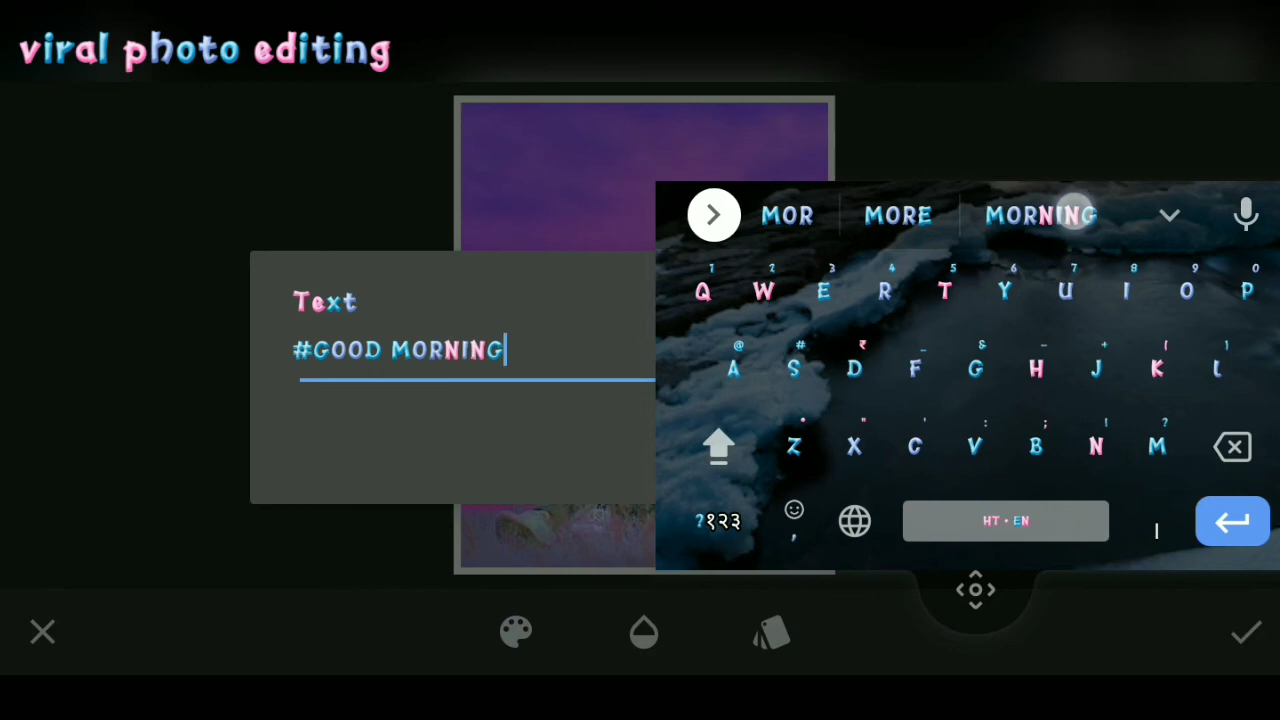 viral photo editing
MOR MORE MORNING
Text
#GOOD MORNING
1 2 3 4 5 6 7 8 9 0
Q W E R T Y U I O P
@ # ₹ _ & - + ( )
A S D F G H J K L
* " ' : ; ! ?
Z X C V B N M
?१२३ , HT • EN |